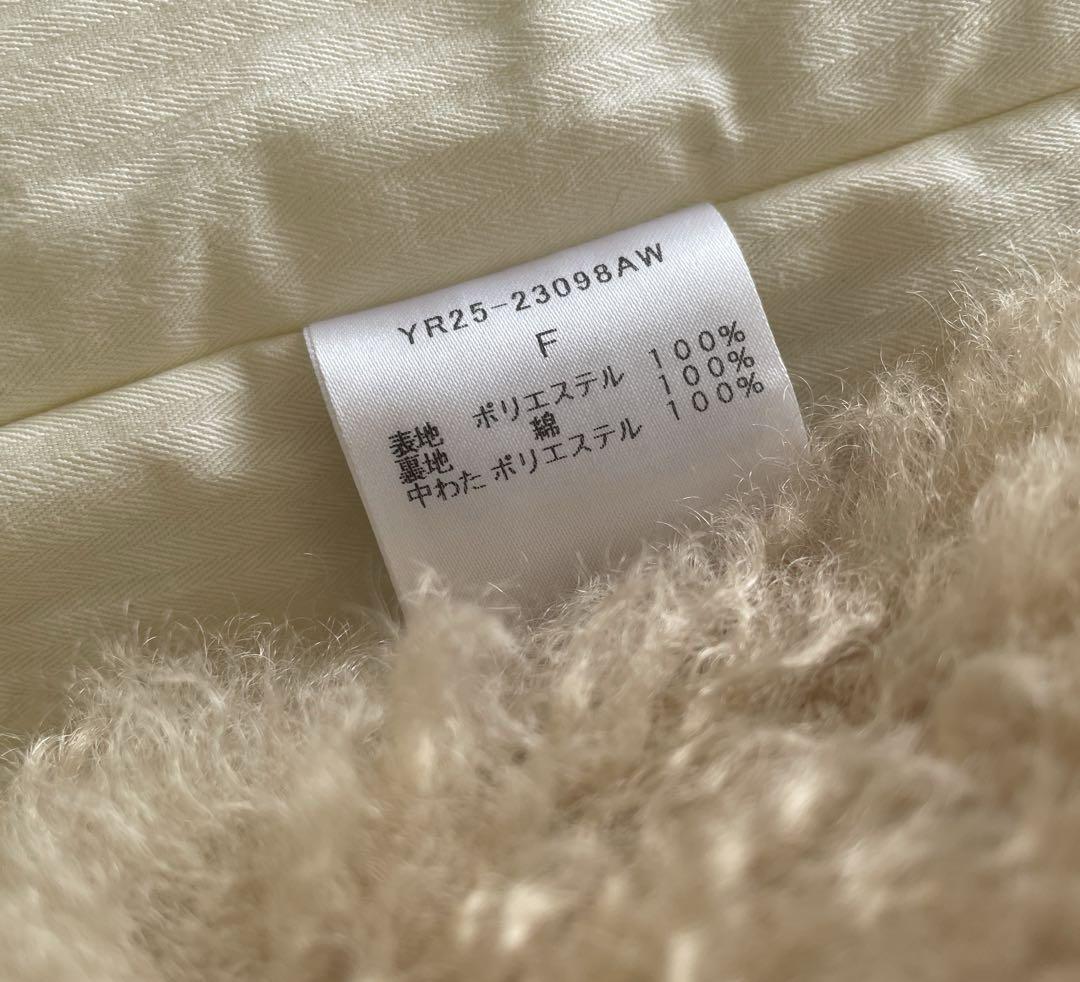 YR25-23098AW
F
表地 ポリエステル 100%
裏地 綿 100%
中わた ポリエステル 100%